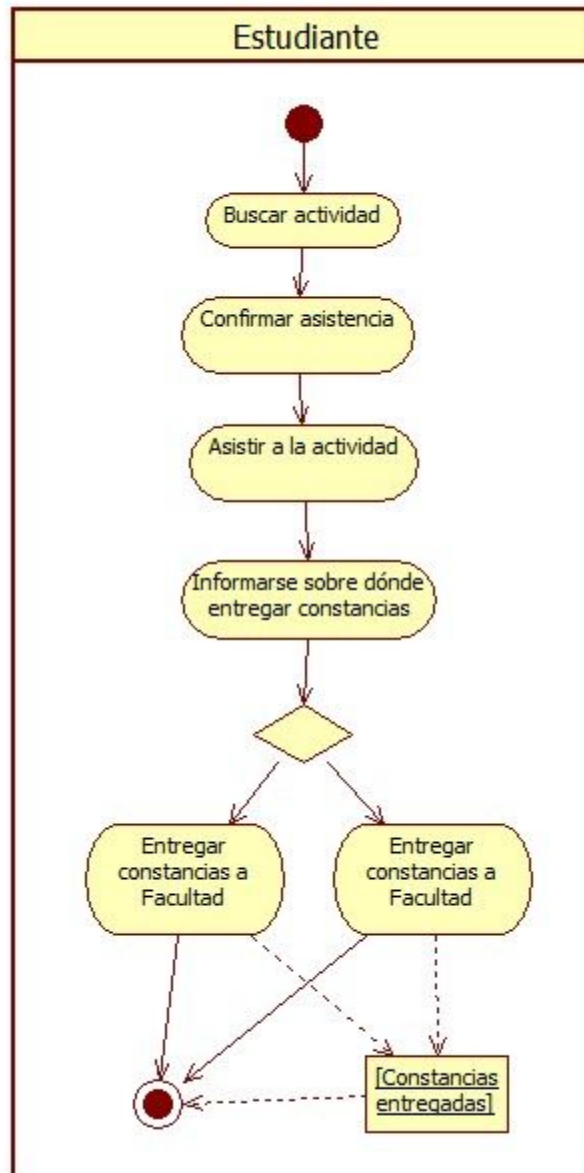 Estudiante
Buscar actividad
Confirmar asistencia
Asistir a la actividad
Informarse sobre dónde
entregar constancias
Entregar
constancias a
Facultad
Entregar
constancias a
Facultad
[Constancias
entregadas]